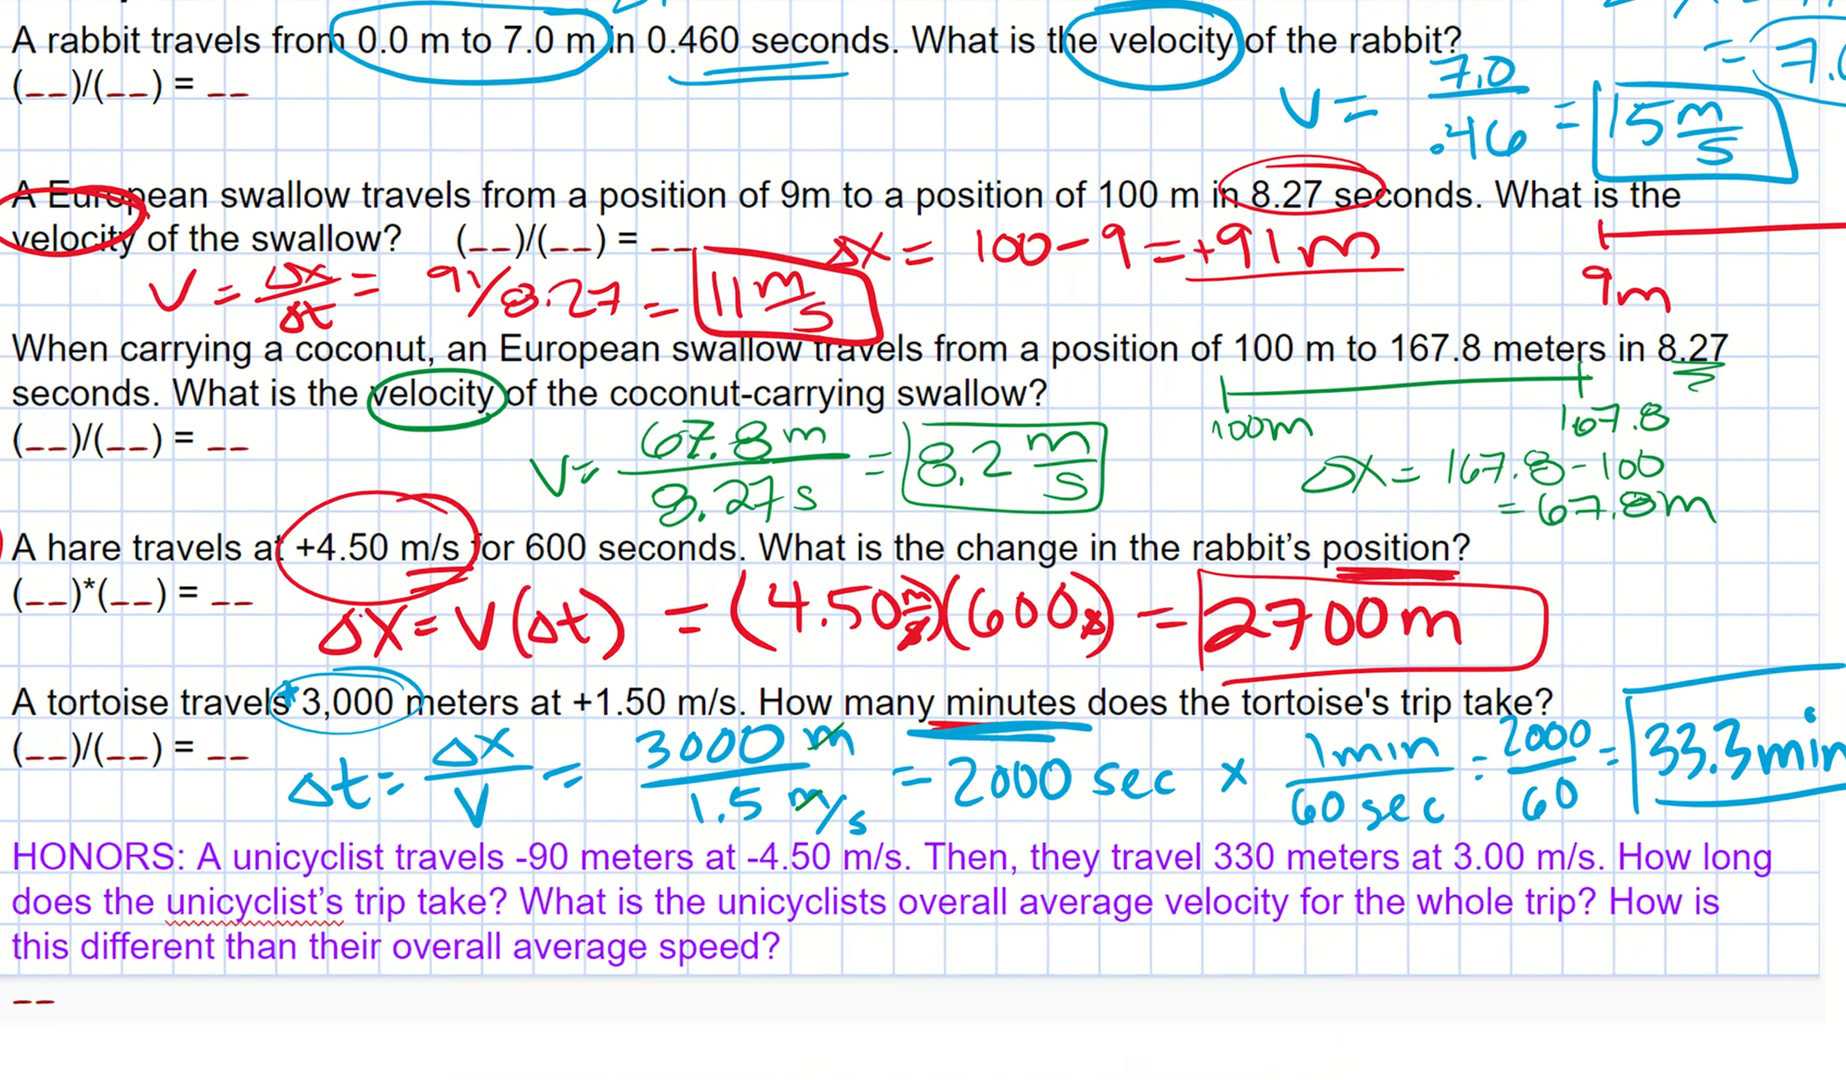 A rabbit travels from 0.0 m to 7.0 m in 0.460 seconds. What is the velocity of the rabbit?
(__)/(__) = __
V = 7.0 / .46 = 15 m/s
= 7.0
A European swallow travels from a position of 9m to a position of 100 m in 8.27 seconds. What is the
velocity of the swallow? (__)/(__) = __
Δx = 100-9 = +91m
9m
V = Δx/Δt = 91/8.27 = 11 m/s
When carrying a coconut, an European swallow travels from a position of 100 m to 167.8 meters in 8.27
seconds. What is the velocity of the coconut-carrying swallow?
100m 167.8
(__)/(__) = __
V= 67.8m / 8.27s = 8.2 m/s
Δx = 167.8-100
= 67.8m
A hare travels at +4.50 m/s for 600 seconds. What is the change in the rabbit’s position?
(__)*(__) = __
Δx = V(Δt) = (4.50 m/s)(600s) = 2700m
A tortoise travels +3,000 meters at +1.50 m/s. How many minutes does the tortoise's trip take?
(__)/(__) = __
Δt = Δx/V = 3000 m / 1.5 m/s = 2000 sec x 1min / 60 sec = 2000/60 = 33.3min
HONORS: A unicyclist travels -90 meters at -4.50 m/s. Then, they travel 330 meters at 3.00 m/s. How long
does the unicyclist’s trip take? What is the unicyclists overall average velocity for the whole trip? How is
this different than their overall average speed?
__